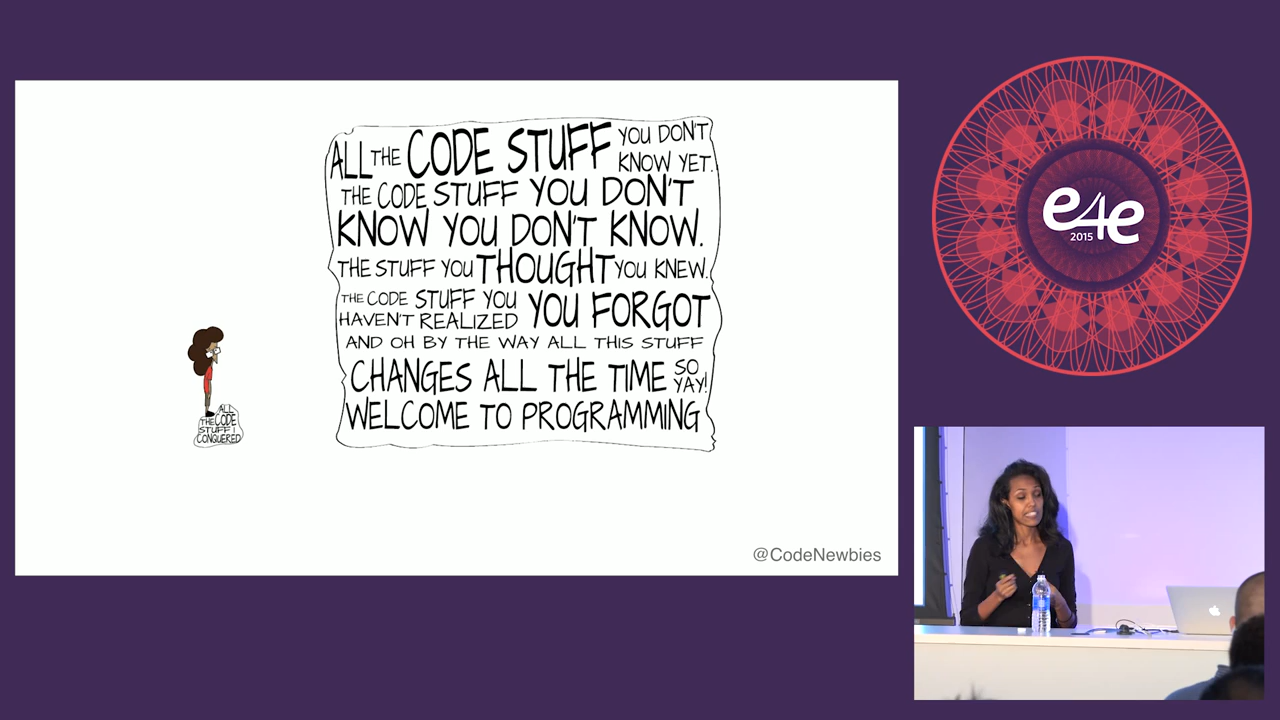 ALL THE CODE STUFF YOU DON'T
KNOW YET.
THE CODE STUFF YOU DON'T
KNOW YOU DON'T KNOW.
THE STUFF YOU THOUGHT YOU KNEW.
THE CODE STUFF YOU
HAVEN'T REALIZED YOU FORGOT
AND OH BY THE WAY ALL THIS STUFF
CHANGES ALL THE TIME SO
YAY!
WELCOME TO PROGRAMMING
ALL
THE CODE
STUFF I
CONQUERED
@CodeNewbies
e4e
2015